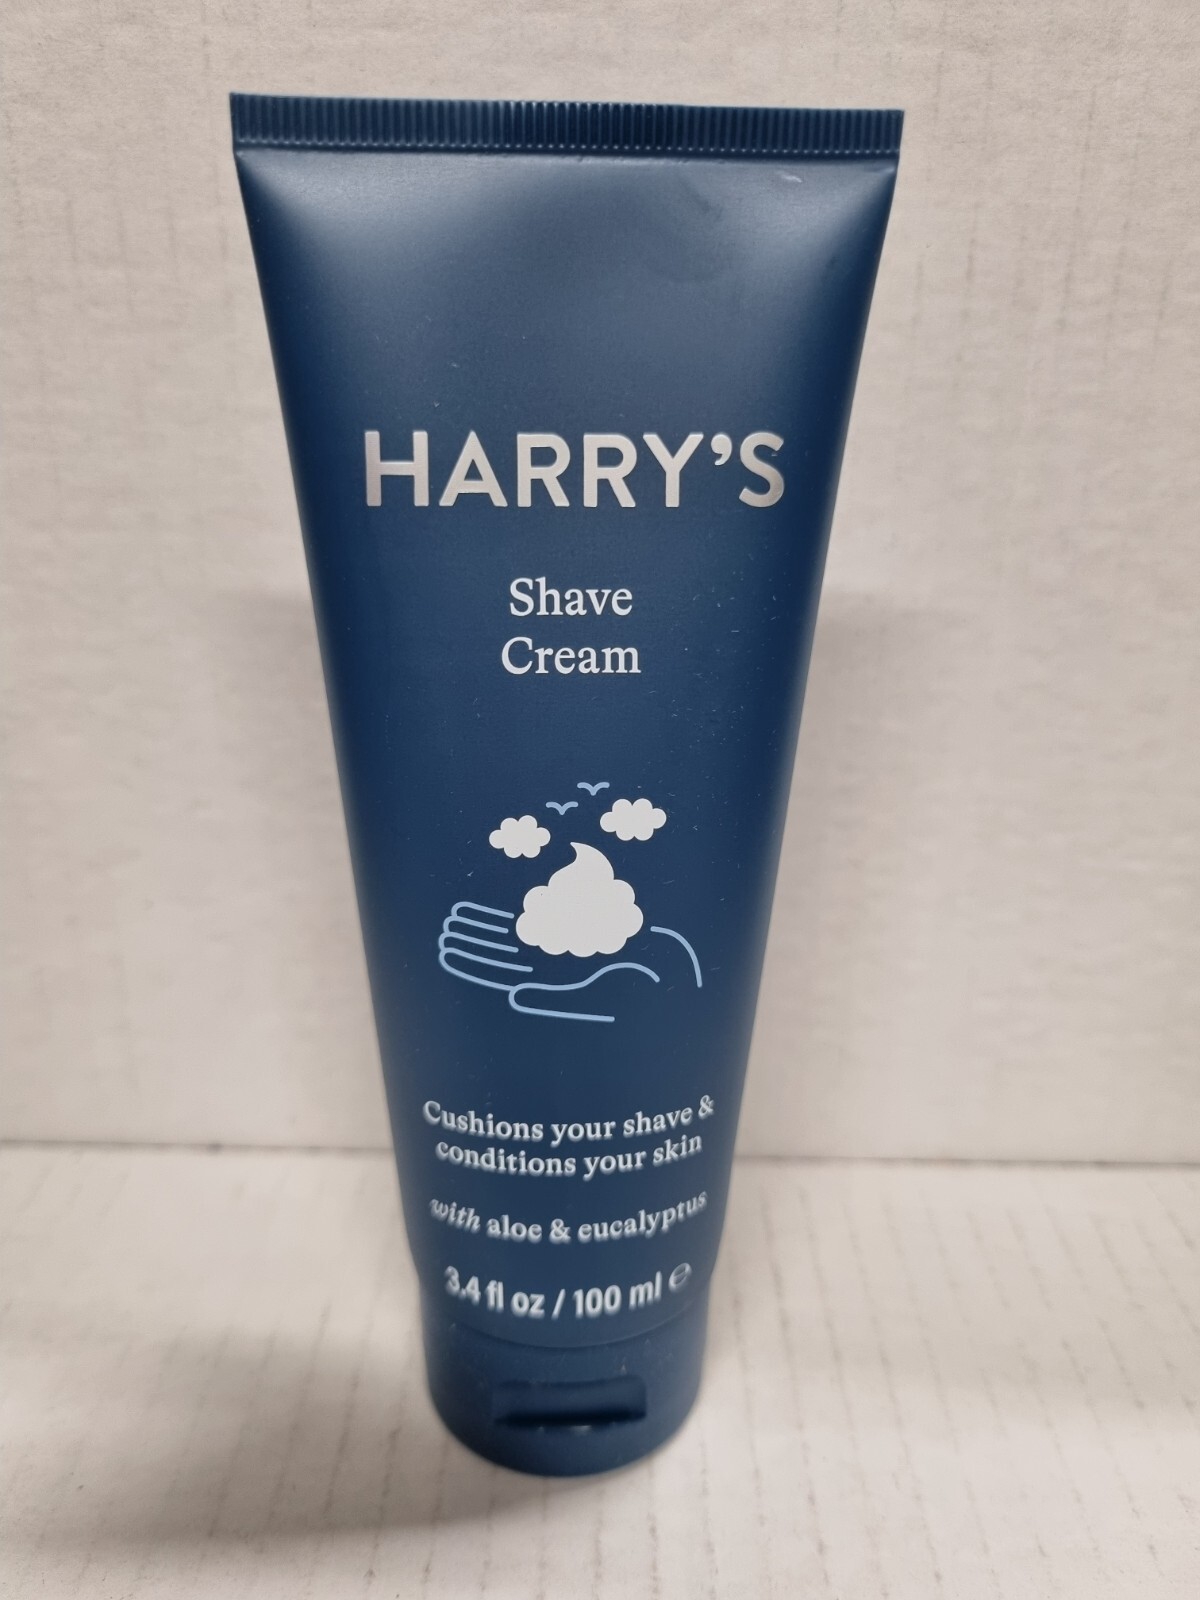 HARRY'S
Shave
Cream
Cushions your shave &
conditions your skin
with aloe & eucalyptus
3.4 fl oz / 100 ml ℮